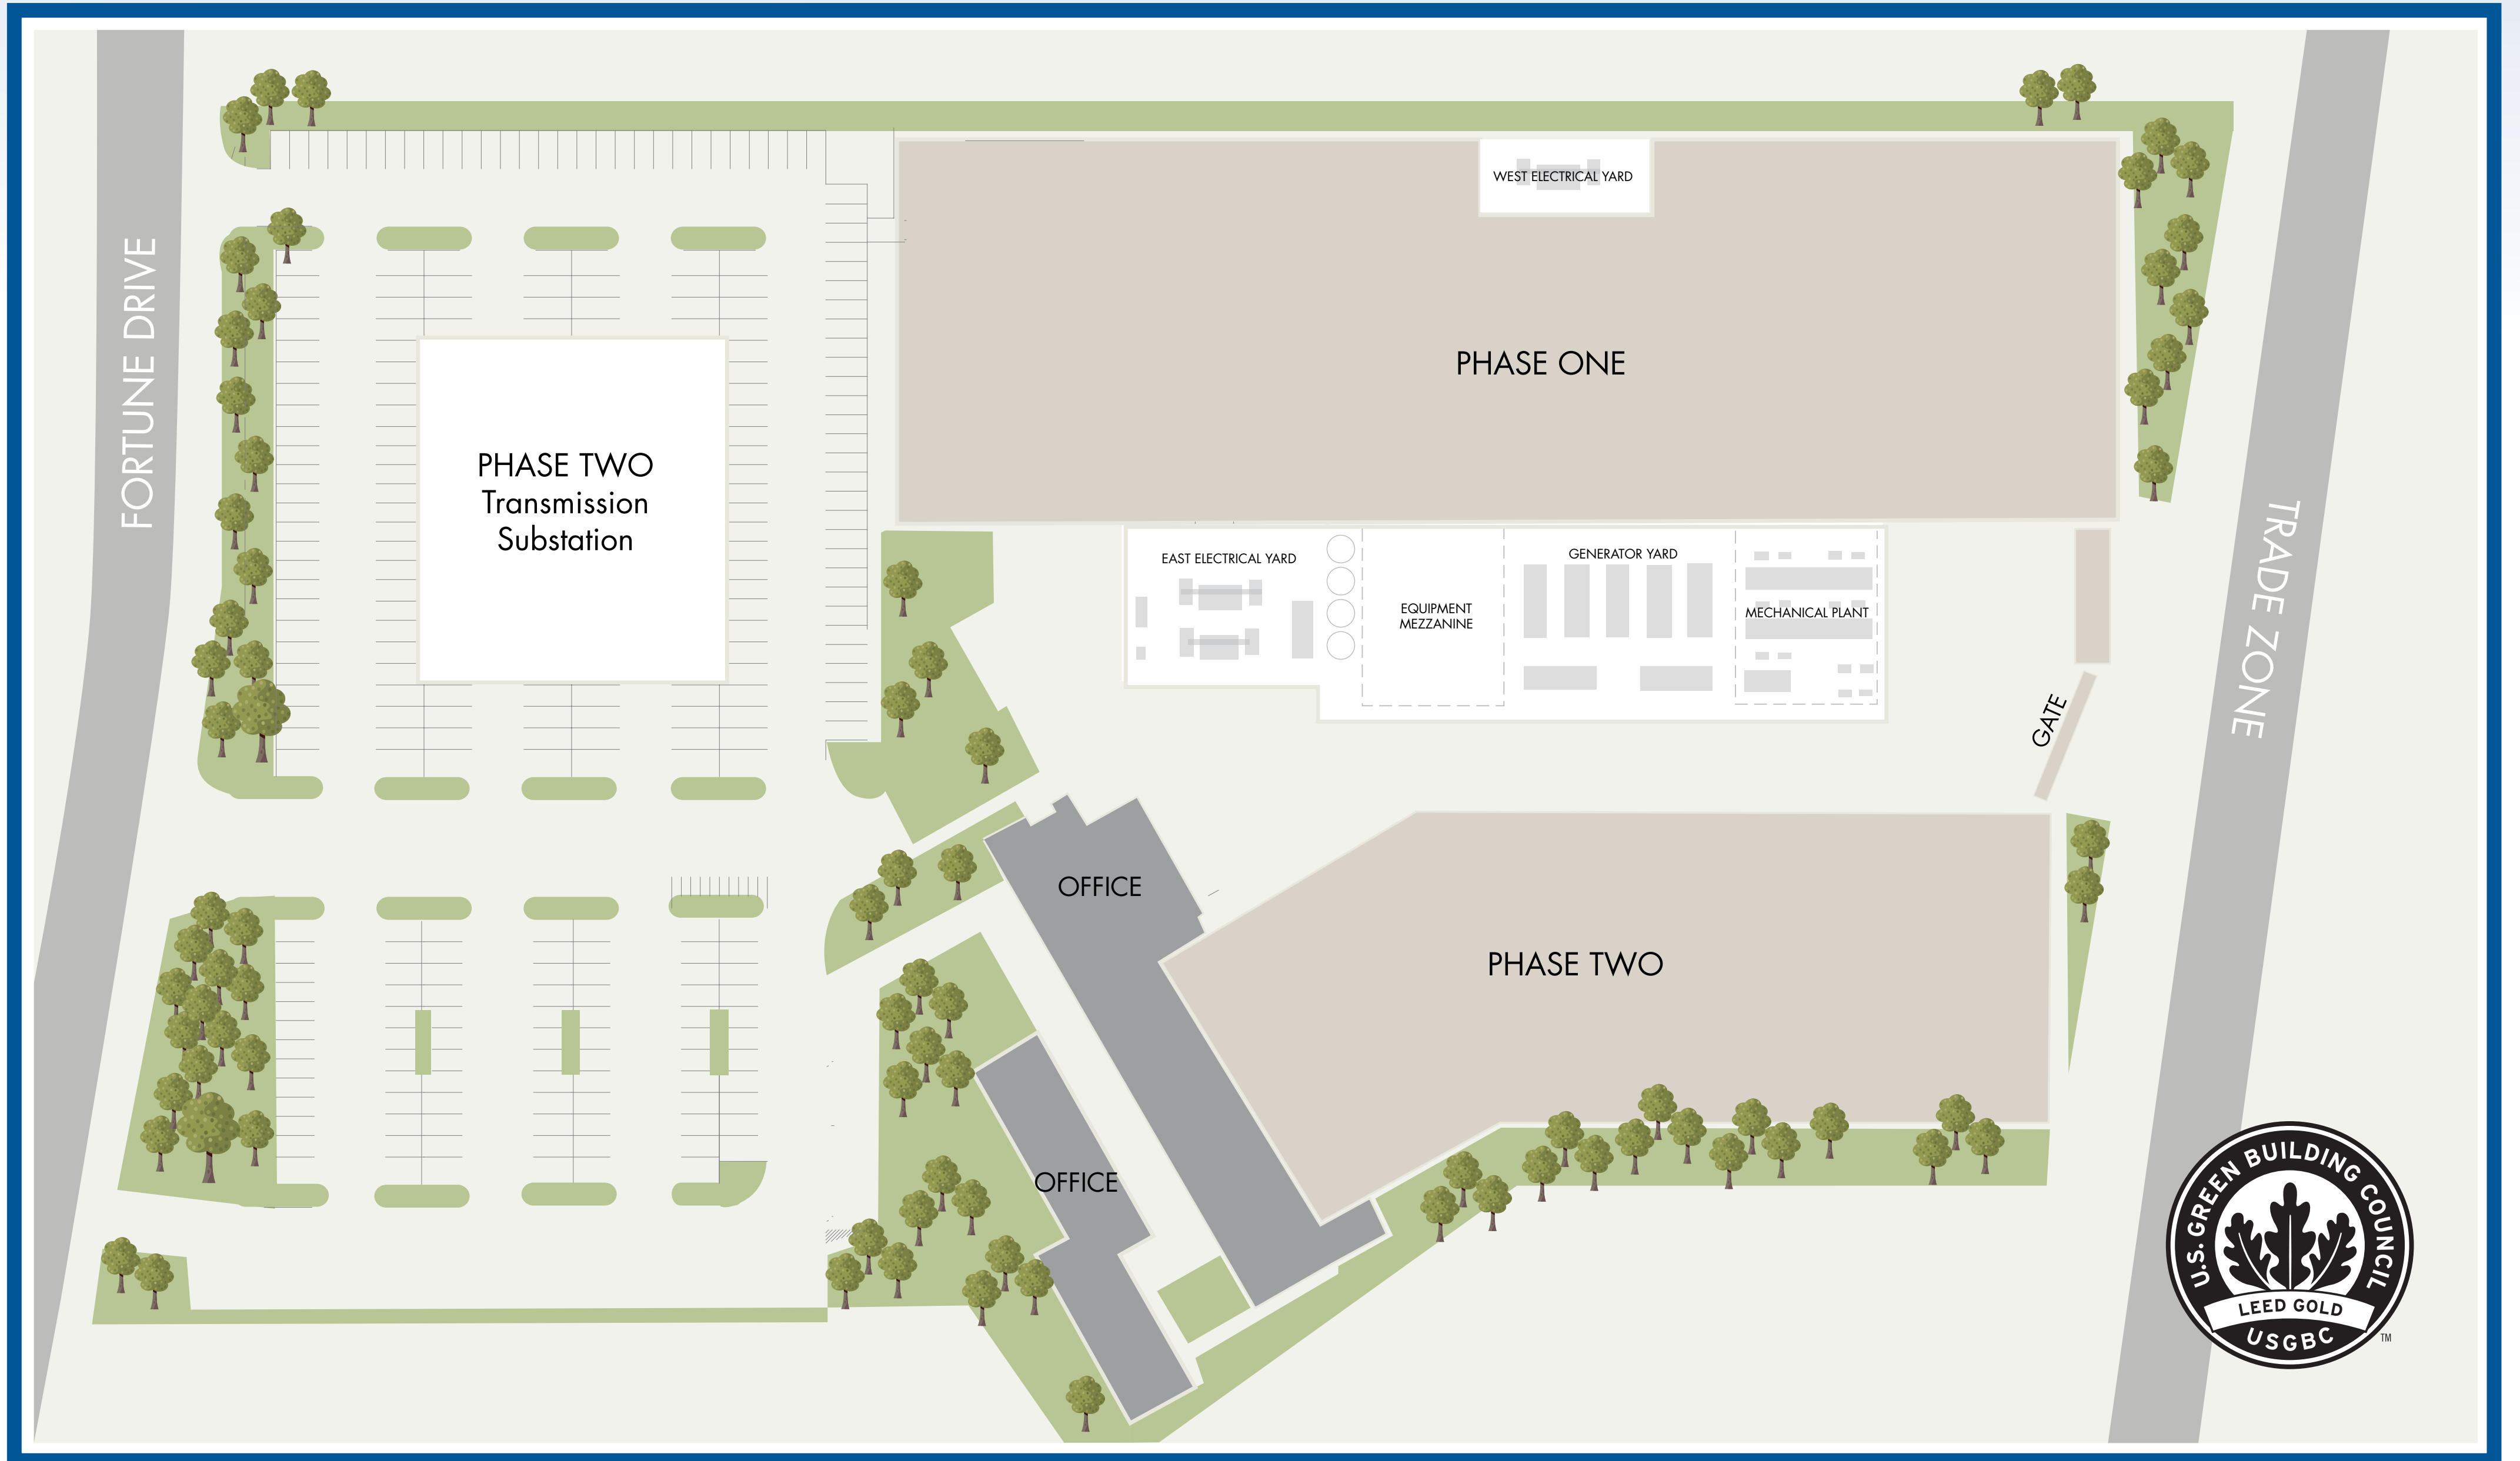 WEST ELECTRICAL YARD
FORTUNE DRIVE
PHASE ONE
PHASE TWO
Transmission
Substation
EAST ELECTRICAL YARD
GENERATOR YARD
EQUIPMENT
MEZZANINE
MECHANICAL PLANT
TRADE ZONE
GATE
OFFICE
PHASE TWO
OFFICE
U.S. GREEN BUILDING COUNCIL
LEED GOLD
USGBC
TM